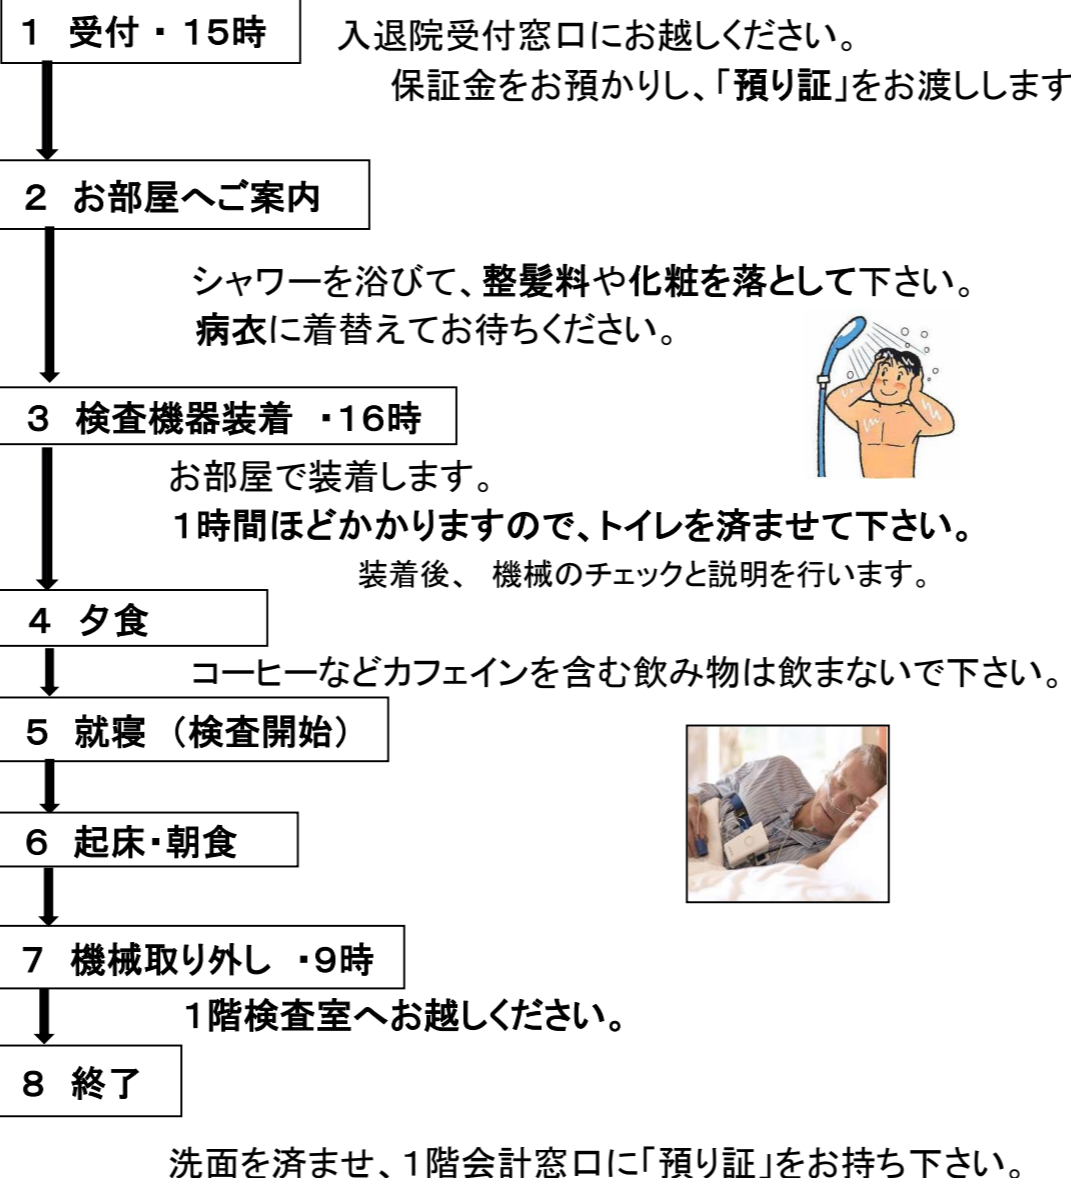 １ 受付・１５時
入退院受付窓口にお越しください。
保証金をお預かりし、「預り証」をお渡しします
２ お部屋へご案内
シャワーを浴びて、整髪料や化粧を落として下さい。
病衣に着替えてお待ちください。
３ 検査機器装着 ・１６時
お部屋で装着します。
１時間ほどかかりますので、トイレを済ませて下さい。
装着後、 機械のチェックと説明を行います。
４ 夕食
コーヒーなどカフェインを含む飲み物は飲まないで下さい。
５ 就寝 （検査開始）
６ 起床・朝食
７ 機械取り外し ・９時
１階検査室へお越しください。
８ 終了
洗面を済ませ、１階会計窓口に「預り証」をお持ち下さい。